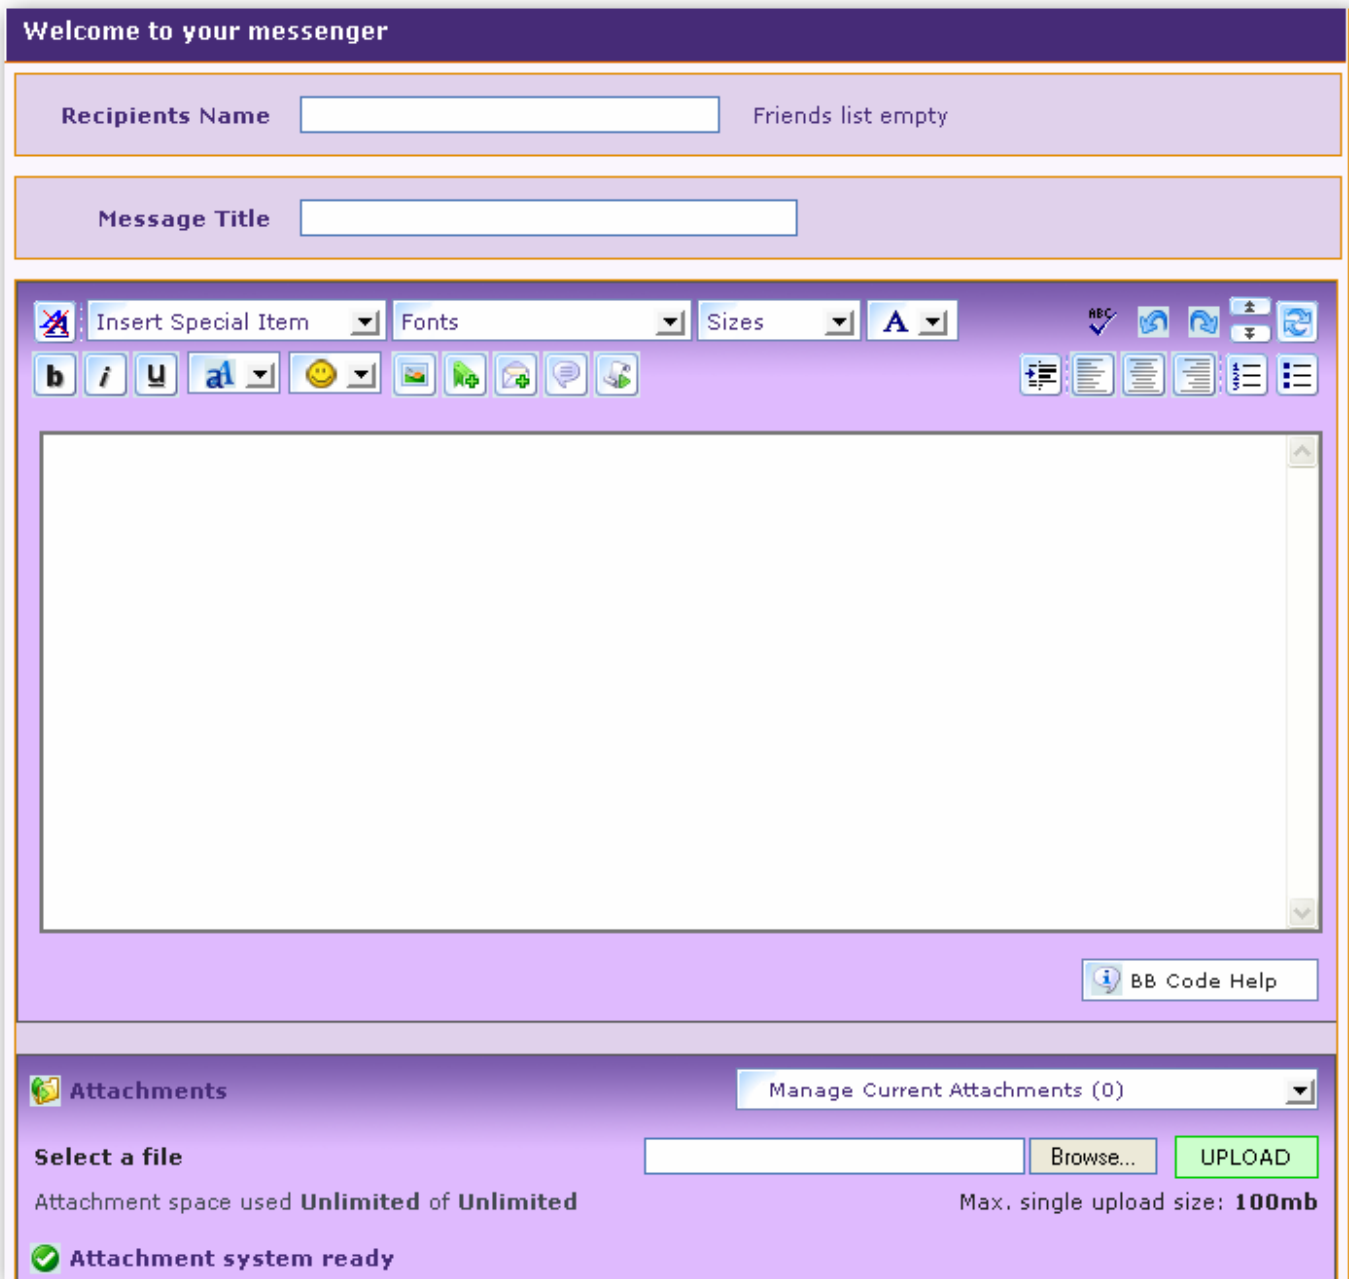 Welcome to your messenger
Recipients Name Friends list empty
Message Title
Insert Special Item Fonts Sizes A
ABC
b i u aA
BB Code Help
Attachments Manage Current Attachments (0)
Select a file Browse... UPLOAD
Attachment space used Unlimited of Unlimited Max. single upload size: 100mb
Attachment system ready